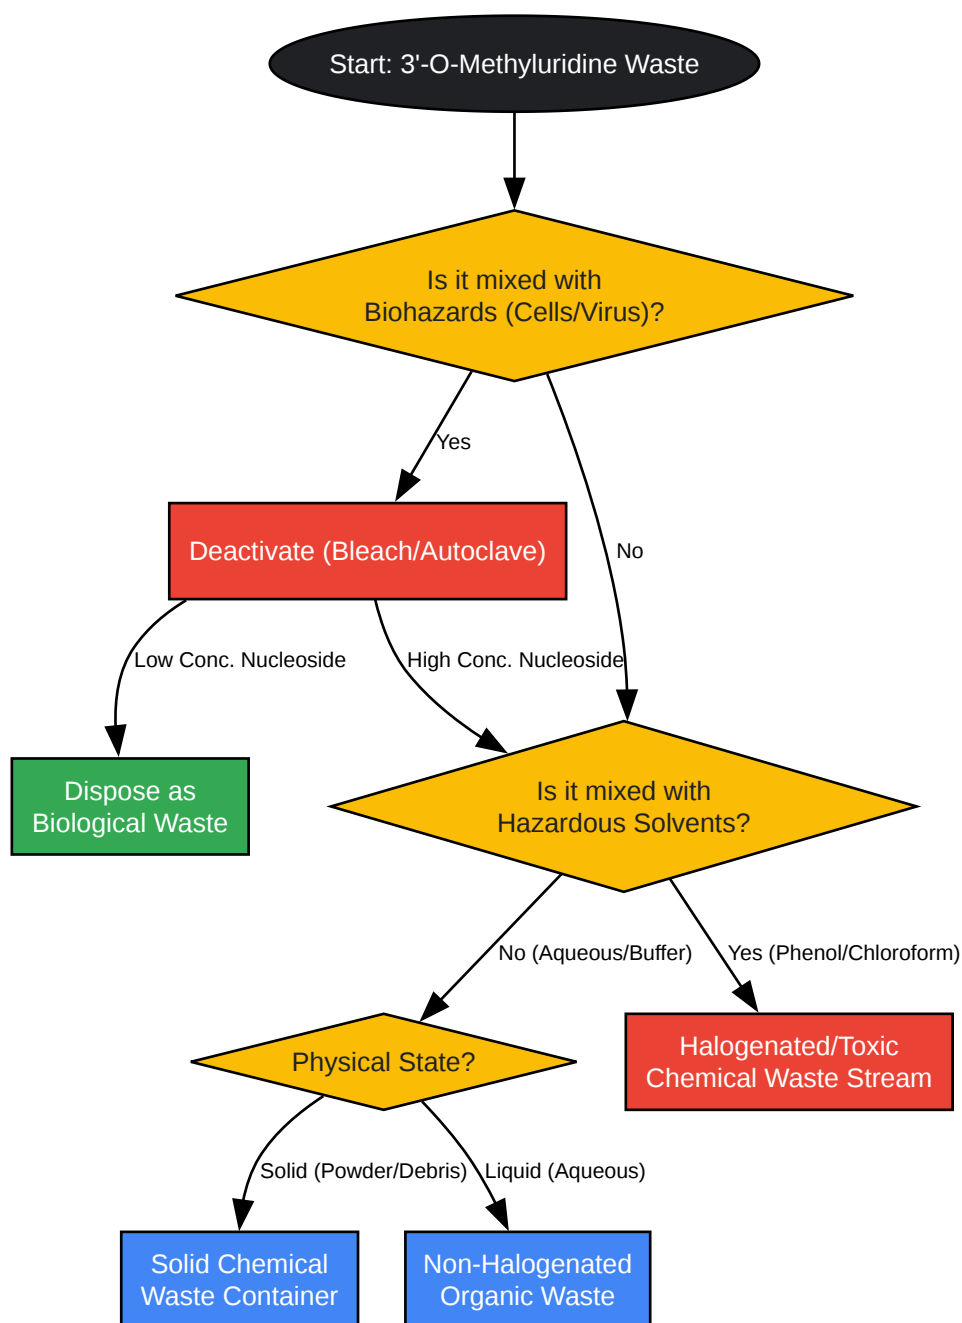 Start: 3'-O-Methyluridine Waste
Is it mixed with
Biohazards (Cells/Virus)?
Yes
Deactivate (Bleach/Autoclave)
No
Low Conc. Nucleoside
High Conc. Nucleoside
Dispose as
Biological Waste
Is it mixed with
Hazardous Solvents?
No (Aqueous/Buffer)
Yes (Phenol/Chloroform)
Physical State?
Halogenated/Toxic
Chemical Waste Stream
Solid (Powder/Debris)
Liquid (Aqueous)
Solid Chemical
Waste Container
Non-Halogenated
Organic Waste